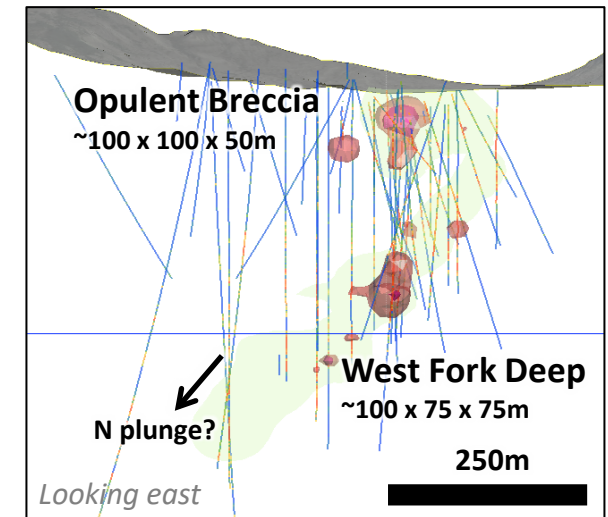 Opulent Breccia
~100 x 100 x 50m
West Fork Deep
~100 x 75 x 75m
N plunge?
250m
Looking east